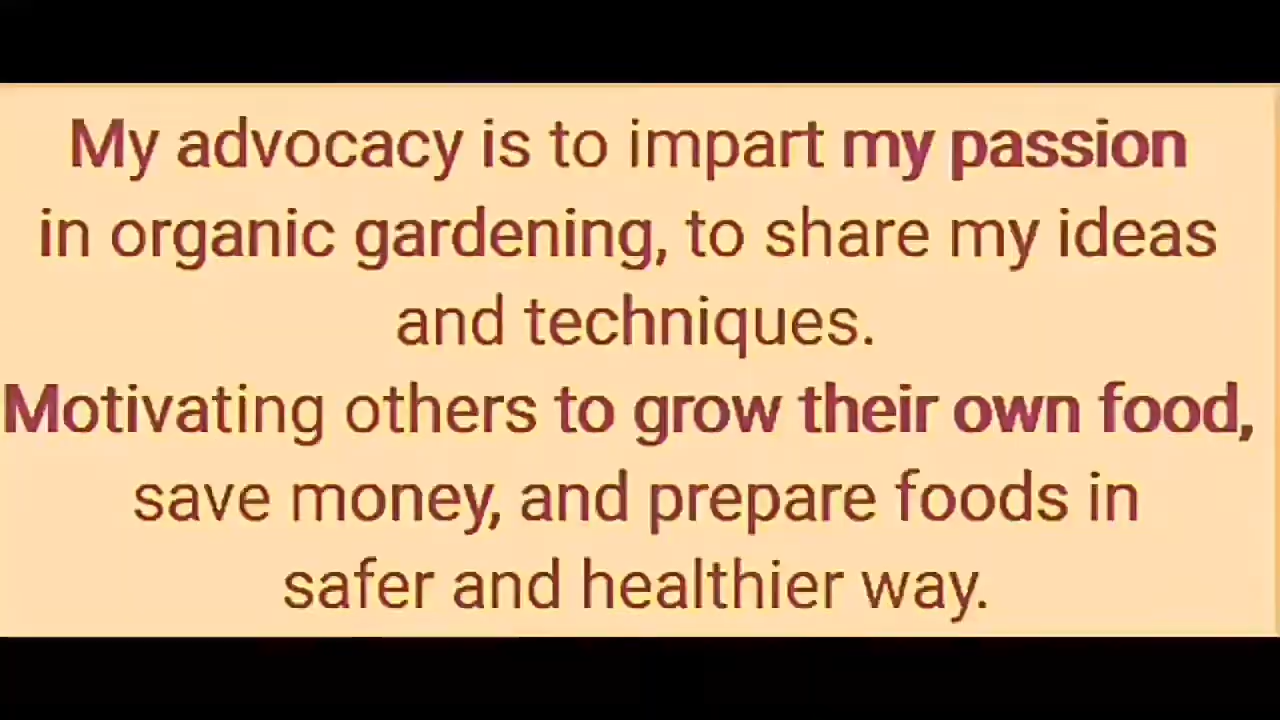 My advocacy is to impart my passion
in organic gardening, to share my ideas
and techniques.
Motivating others to grow their own food,
save money, and prepare foods in
safer and healthier way.